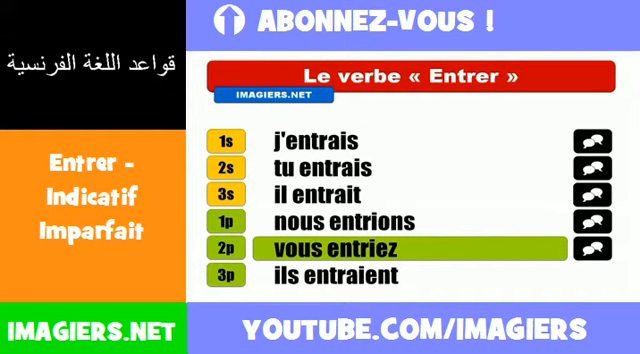 قواعد اللغة الفرنسية
Entrer -
Indicatif
Imparfait
IMAGIERS.NET
ABONNEZ-VOUS !
Le verbe « Entrer »
IMAGIERS.NET
1s j'entrais
2s tu entrais
3s il entrait
1p nous entrions
2p vous entriez
3p ils entraient
YOUTUBE.COM/IMAGIERS